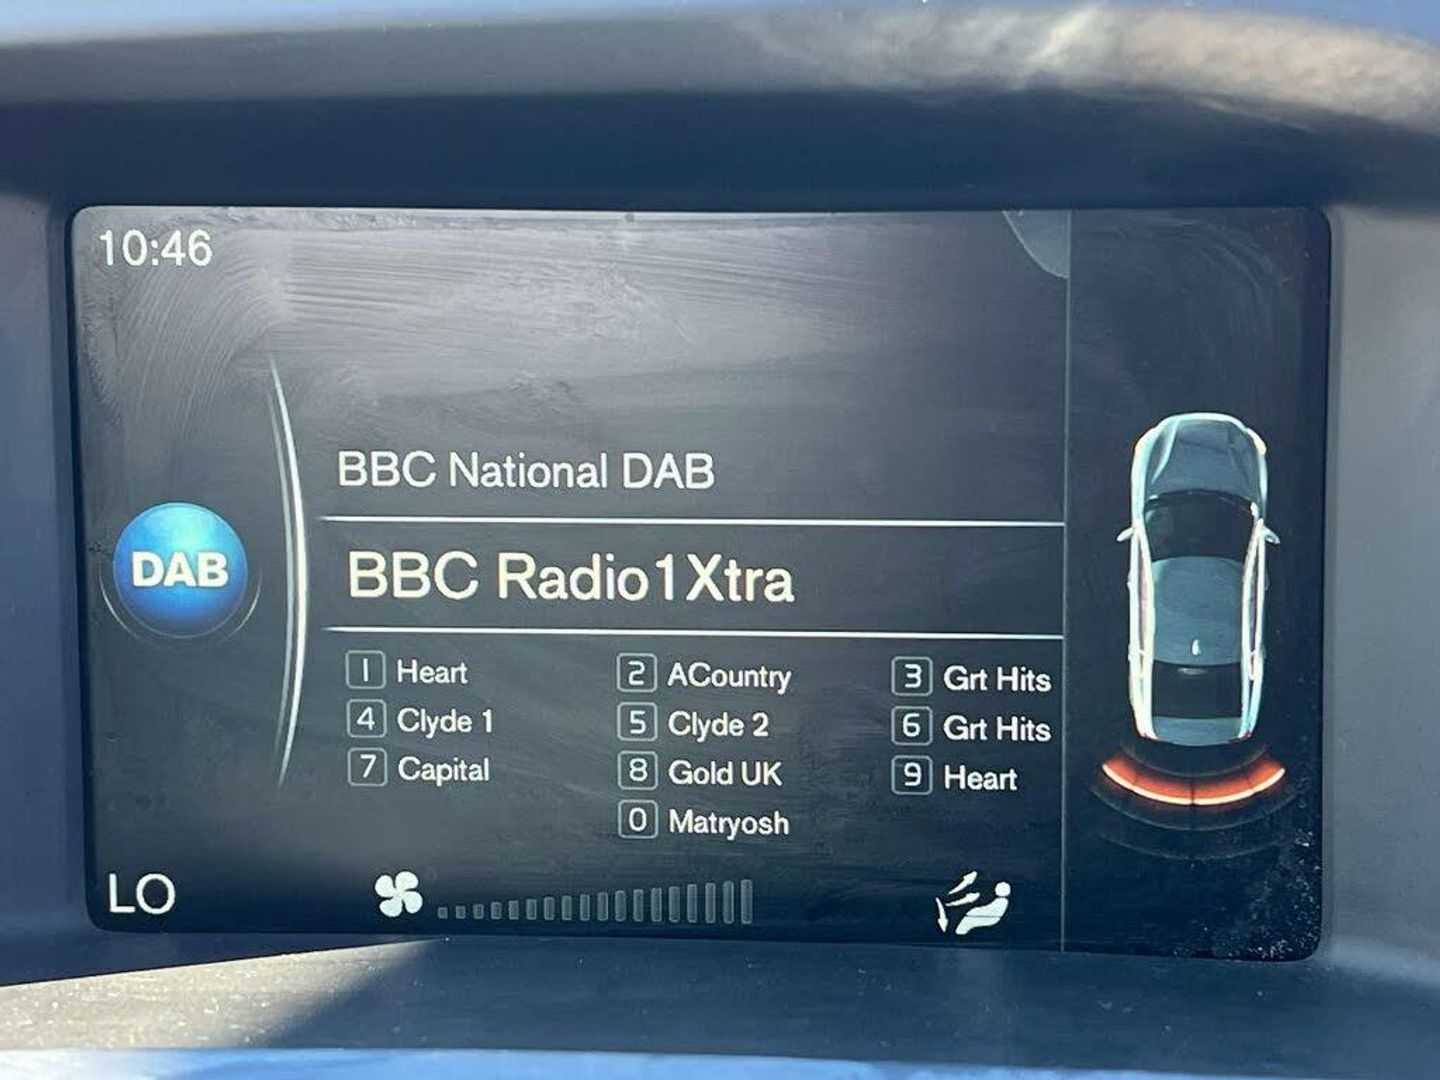 10:46
BBC National DAB
DAB
BBC Radio1Xtra
1 Heart 2 ACountry 3 Grt Hits
4 Clyde 1 5 Clyde 2 6 Grt Hits
7 Capital 8 Gold UK 9 Heart
0 Matryosh
LO